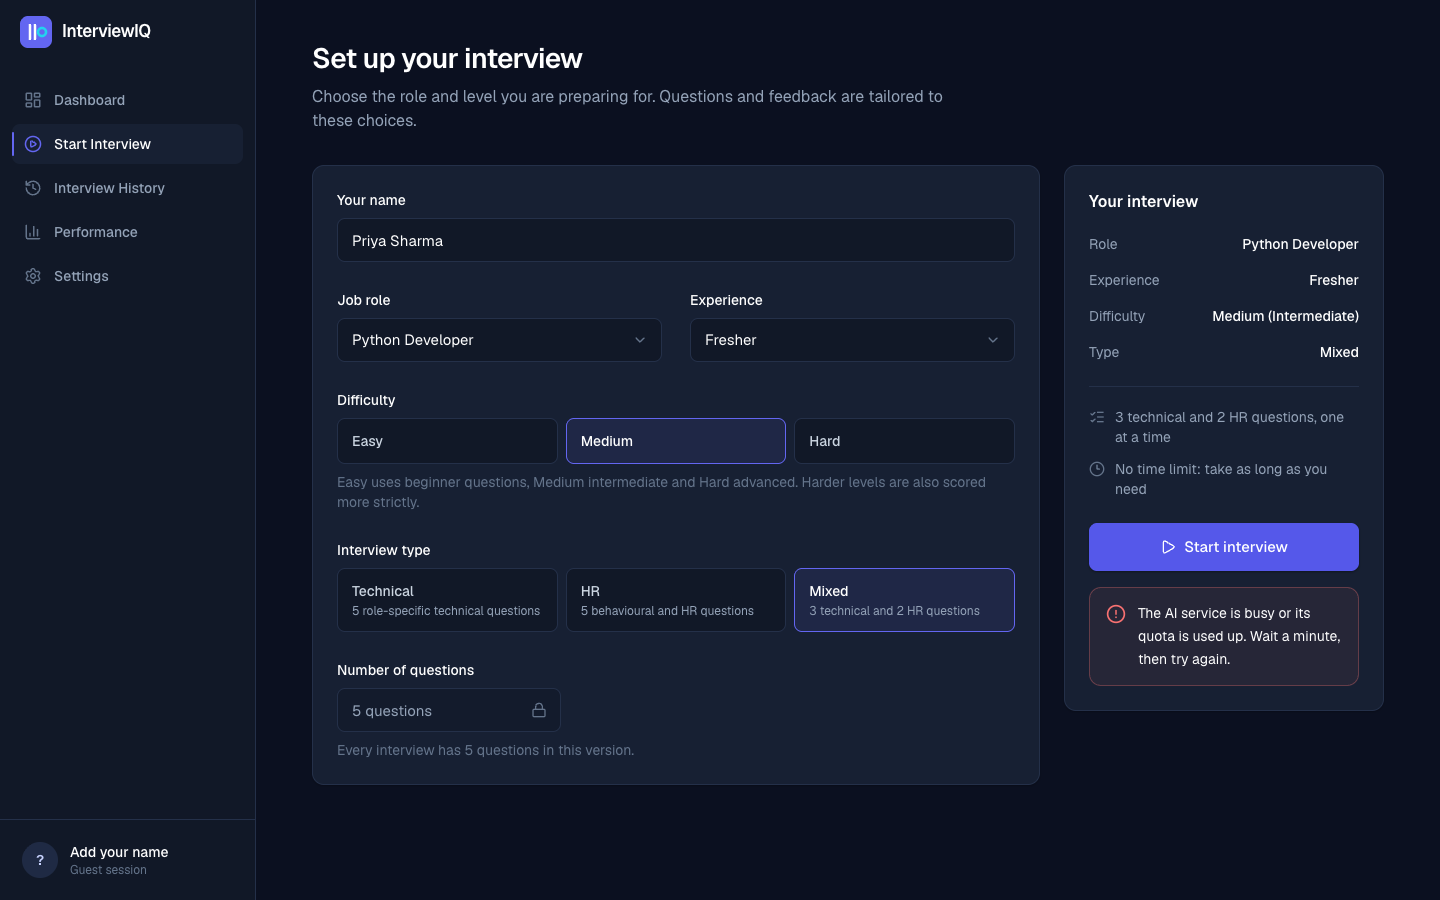 InterviewIQ
Dashboard
Start Interview
Interview History
Performance
Settings
?
Add your name
Guest session
Set up your interview
Choose the role and level you are preparing for. Questions and feedback are tailored to
these choices.
Your name
Priya Sharma
Job role
Experience
Python Developer
Fresher
Difficulty
Easy
Medium
Hard
Easy uses beginner questions, Medium intermediate and Hard advanced. Harder levels are also scored
more strictly.
Interview type
Technical
5 role-specific technical questions
HR
5 behavioural and HR questions
Mixed
3 technical and 2 HR questions
Number of questions
5 questions
Every interview has 5 questions in this version.
Your interview
Role Python Developer
Experience Fresher
Difficulty Medium (Intermediate)
Type Mixed
3 technical and 2 HR questions, one
at a time
No time limit: take as long as you
need
Start interview
The AI service is busy or its
quota is used up. Wait a minute,
then try again.